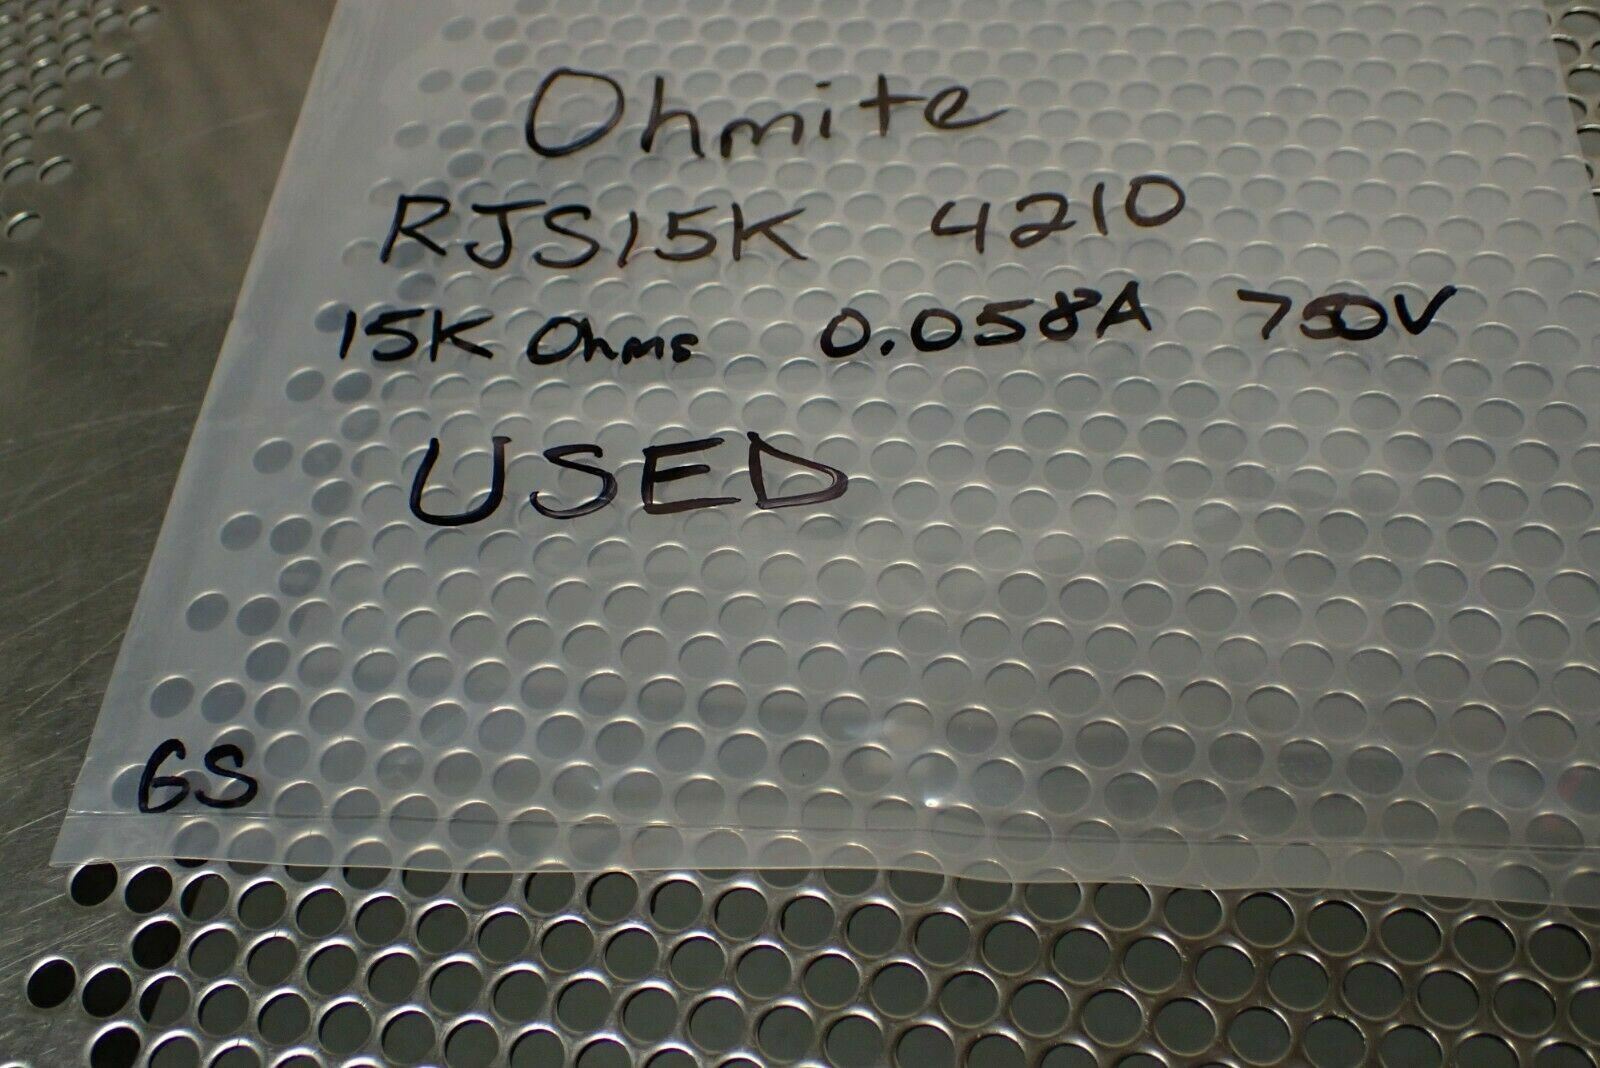 Ohmite
RJS15K 4210
15K Ohms 0.058A 750V
USED
GS